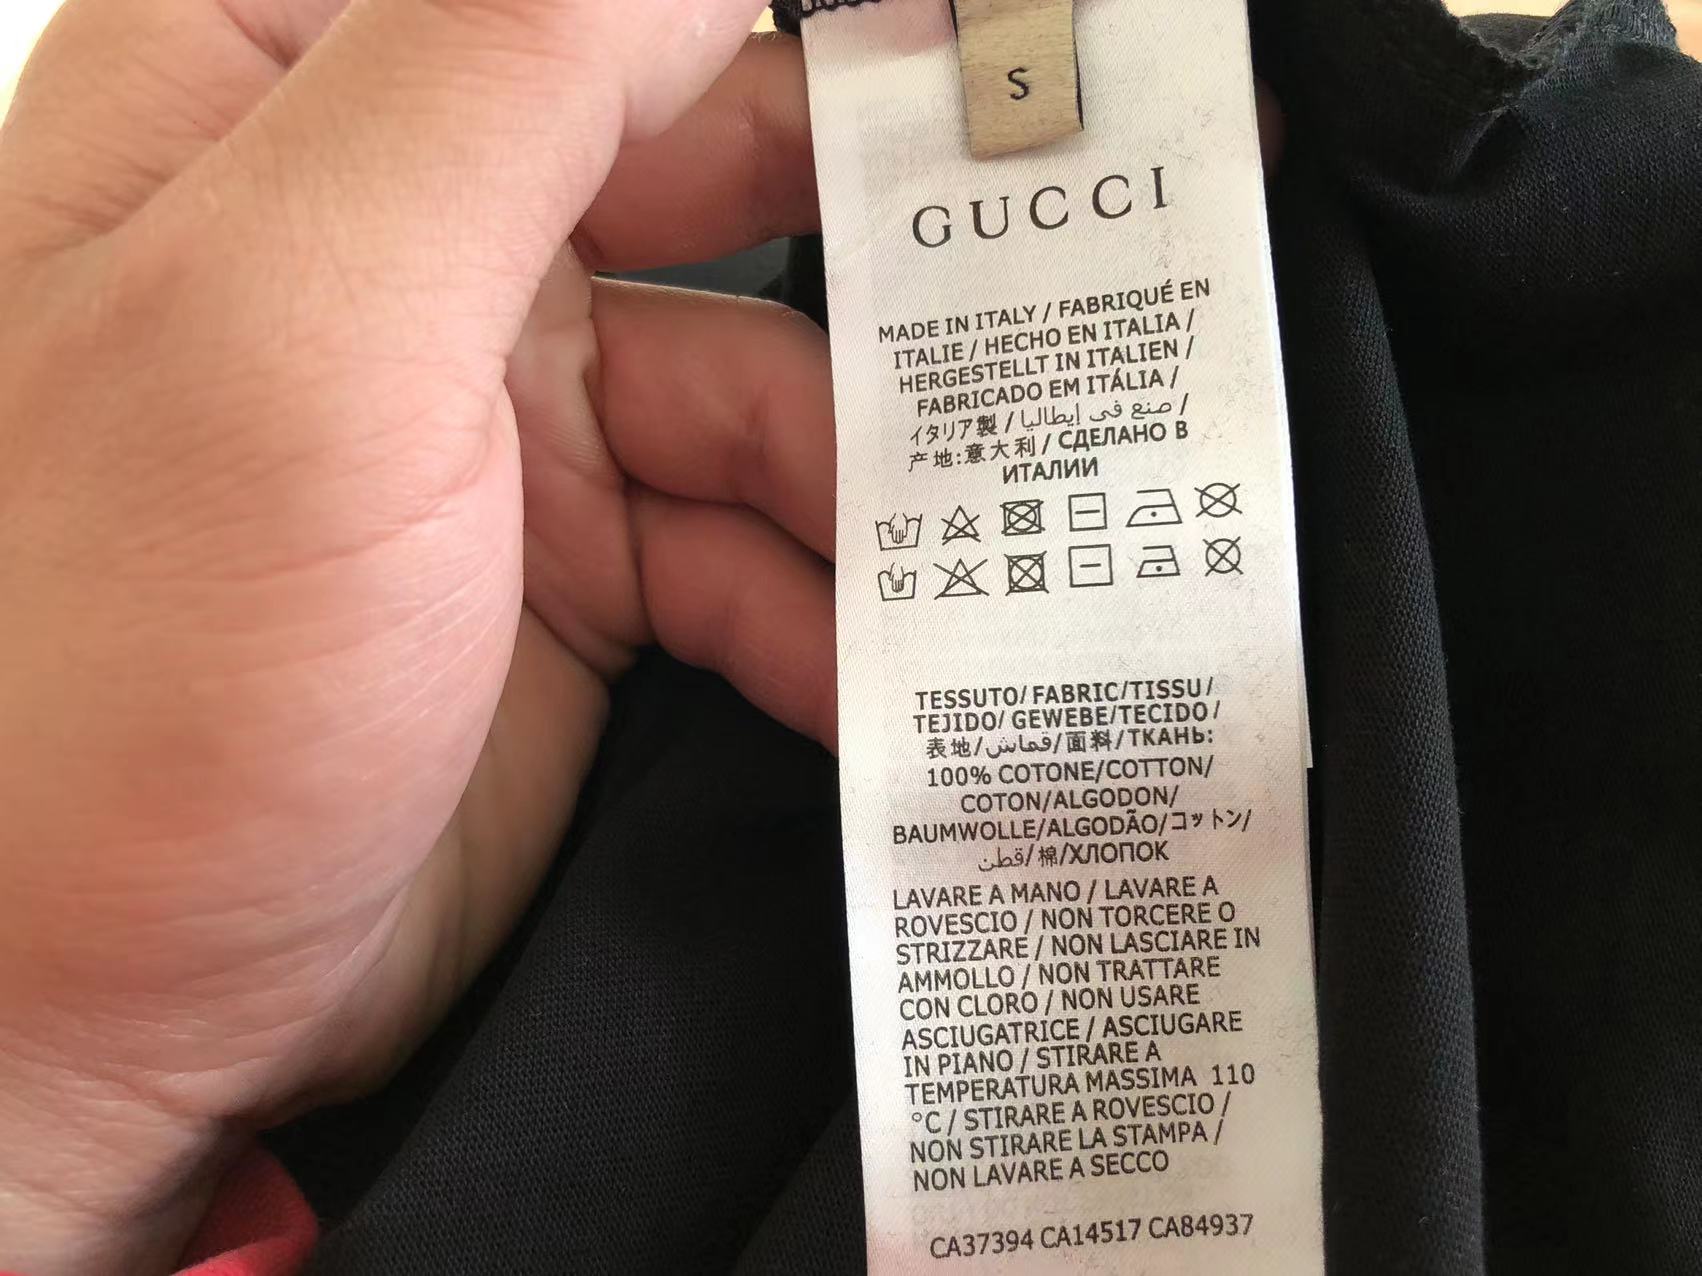 S
GUCCI
MADE IN ITALY / FABRIQUÉ EN
ITALIE / HECHO EN ITALIA /
HERGESTELLT IN ITALIEN /
FABRICADO EM ITÁLIA /
イタリア製 / صنع في إيطاليا /
产地:意大利 / СДЕЛАНО В
ИТАЛИИ
TESSUTO/ FABRIC/TISSU/
TEJIDO/ GEWEBE/TECIDO/
表地/قماش/面料/ТКАНЬ:
100% COTONE/COTTON/
COTON/ALGODON/
BAUMWOLLE/ALGODÃO/コットン/
قطن/棉/ХЛОПОК
LAVARE A MANO / LAVARE A
ROVESCIO / NON TORCERE O
STRIZZARE / NON LASCIARE IN
AMMOLLO / NON TRATTARE
CON CLORO / NON USARE
ASCIUGATRICE / ASCIUGARE
IN PIANO / STIRARE A
TEMPERATURA MASSIMA 110
°C / STIRARE A ROVESCIO /
NON STIRARE LA STAMPA /
NON LAVARE A SECCO
CA37394 CA14517 CA84937